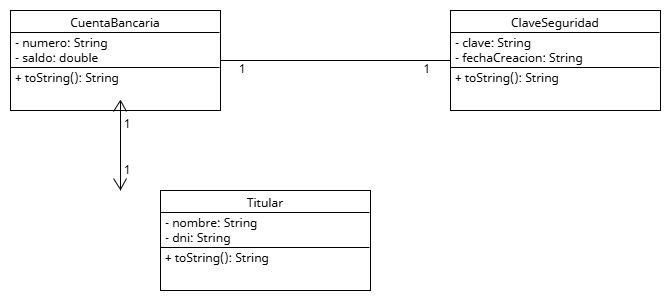 CuentaBancaria
- numero: String
- saldo: double
+ toString(): String
ClaveSeguridad
- clave: String
- fechaCreacion: String
+ toString(): String
1
1
1
1
Titular
- nombre: String
- dni: String
+ toString(): String